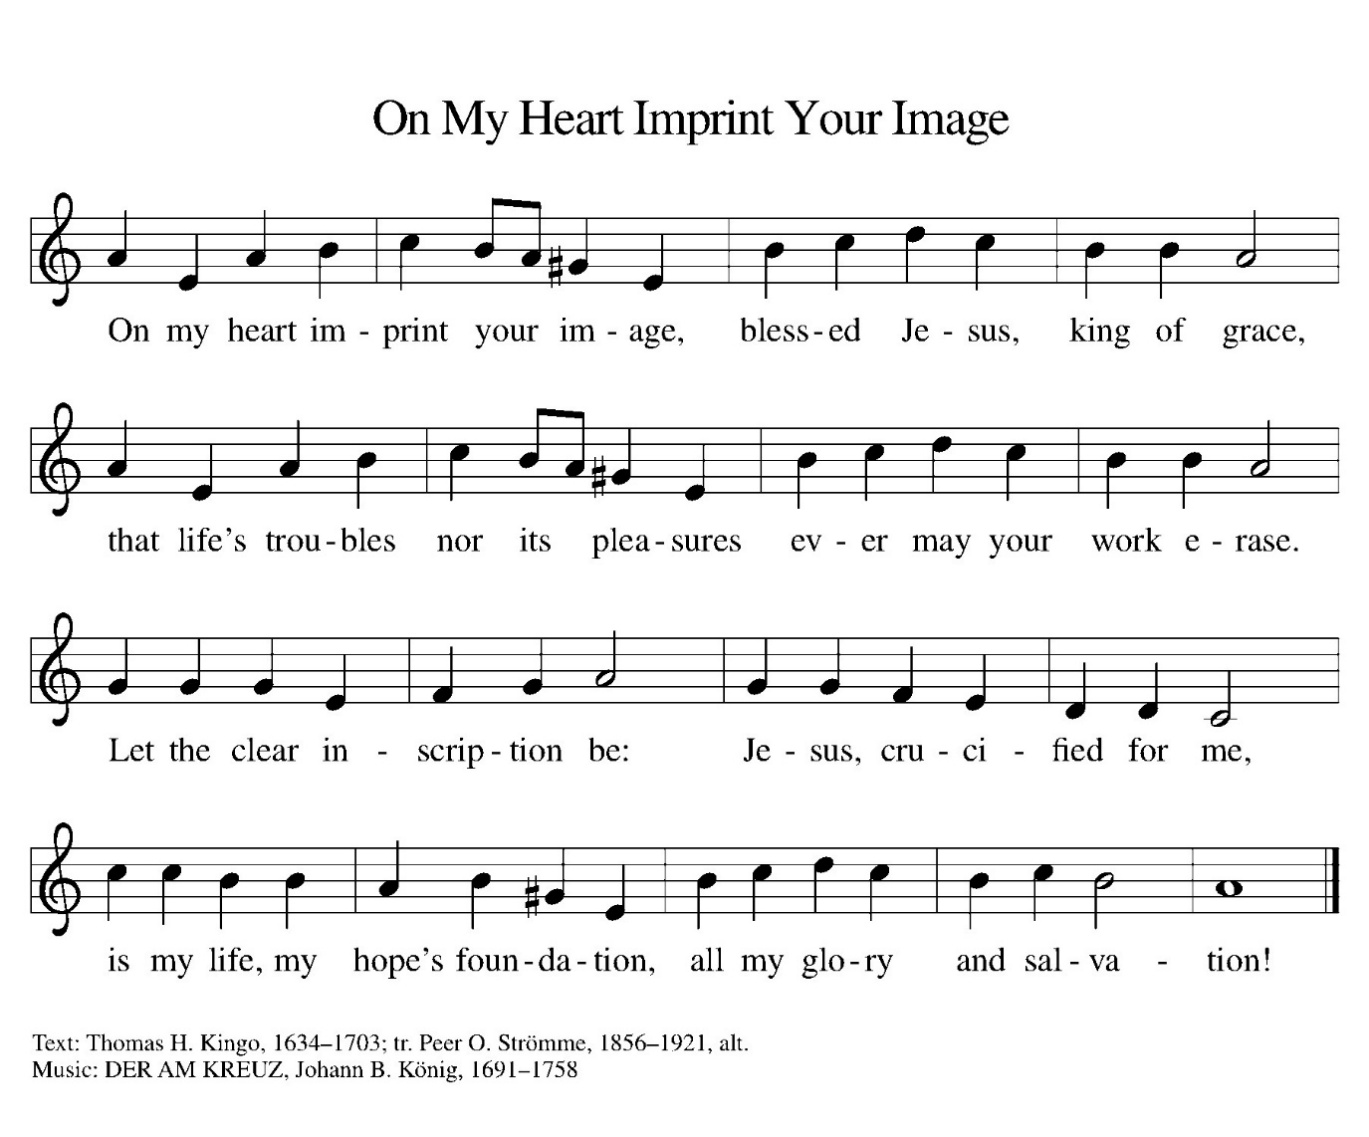 On My Heart Imprint Your Image
On my heart im - print your im - age, bless - ed Je - sus, king of grace,
that life's trou - bles nor its plea - sures ev - er may your work e - rase.
Let the clear in - scrip - tion be: Je - sus, cru - ci - fied for me,
is my life, my hope's foun - da - tion, all my glo - ry and sal - va - tion!
Text: Thomas H. Kingo, 1634–1703; tr. Peer O. Strömme, 1856–1921, alt.
Music: DER AM KREUZ, Johann B. König, 1691–1758